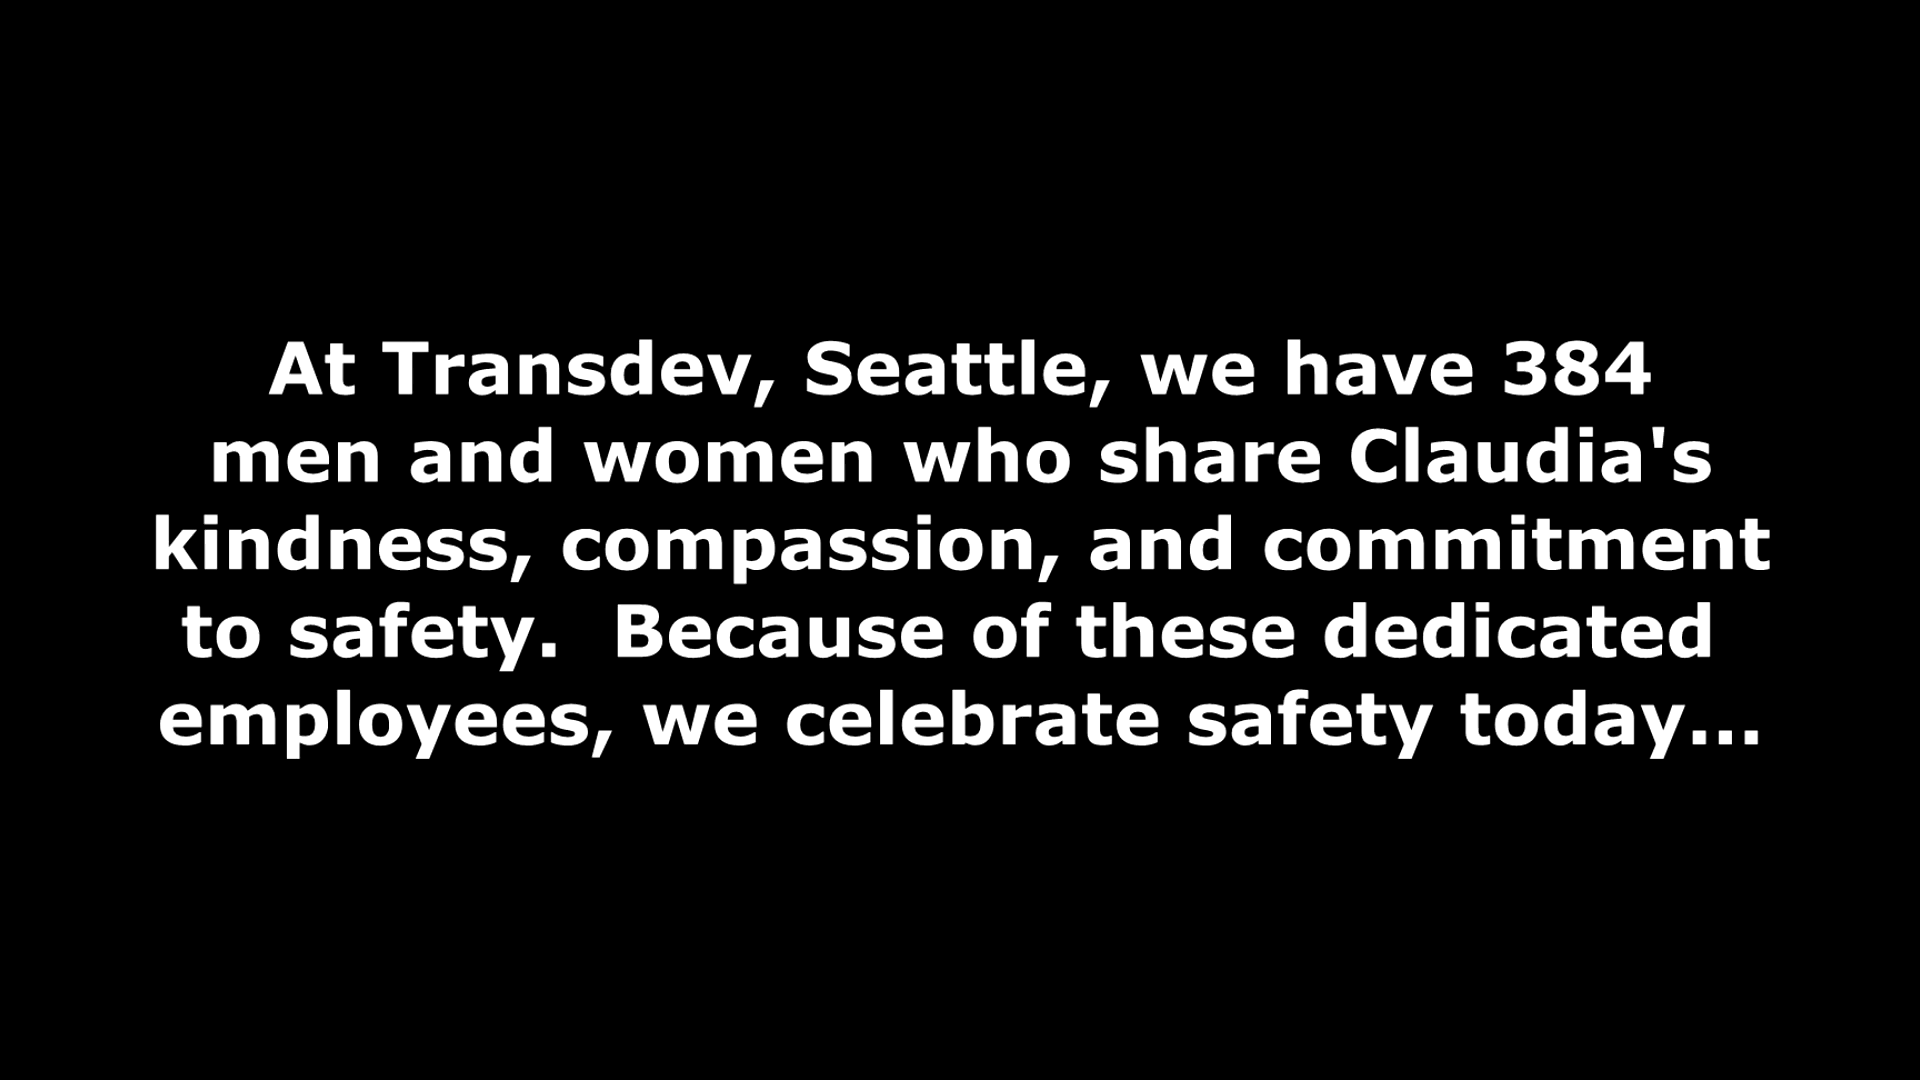 At Transdev, Seattle, we have 384
men and women who share Claudia's
kindness, compassion, and commitment
to safety.  Because of these dedicated
employees, we celebrate safety today...